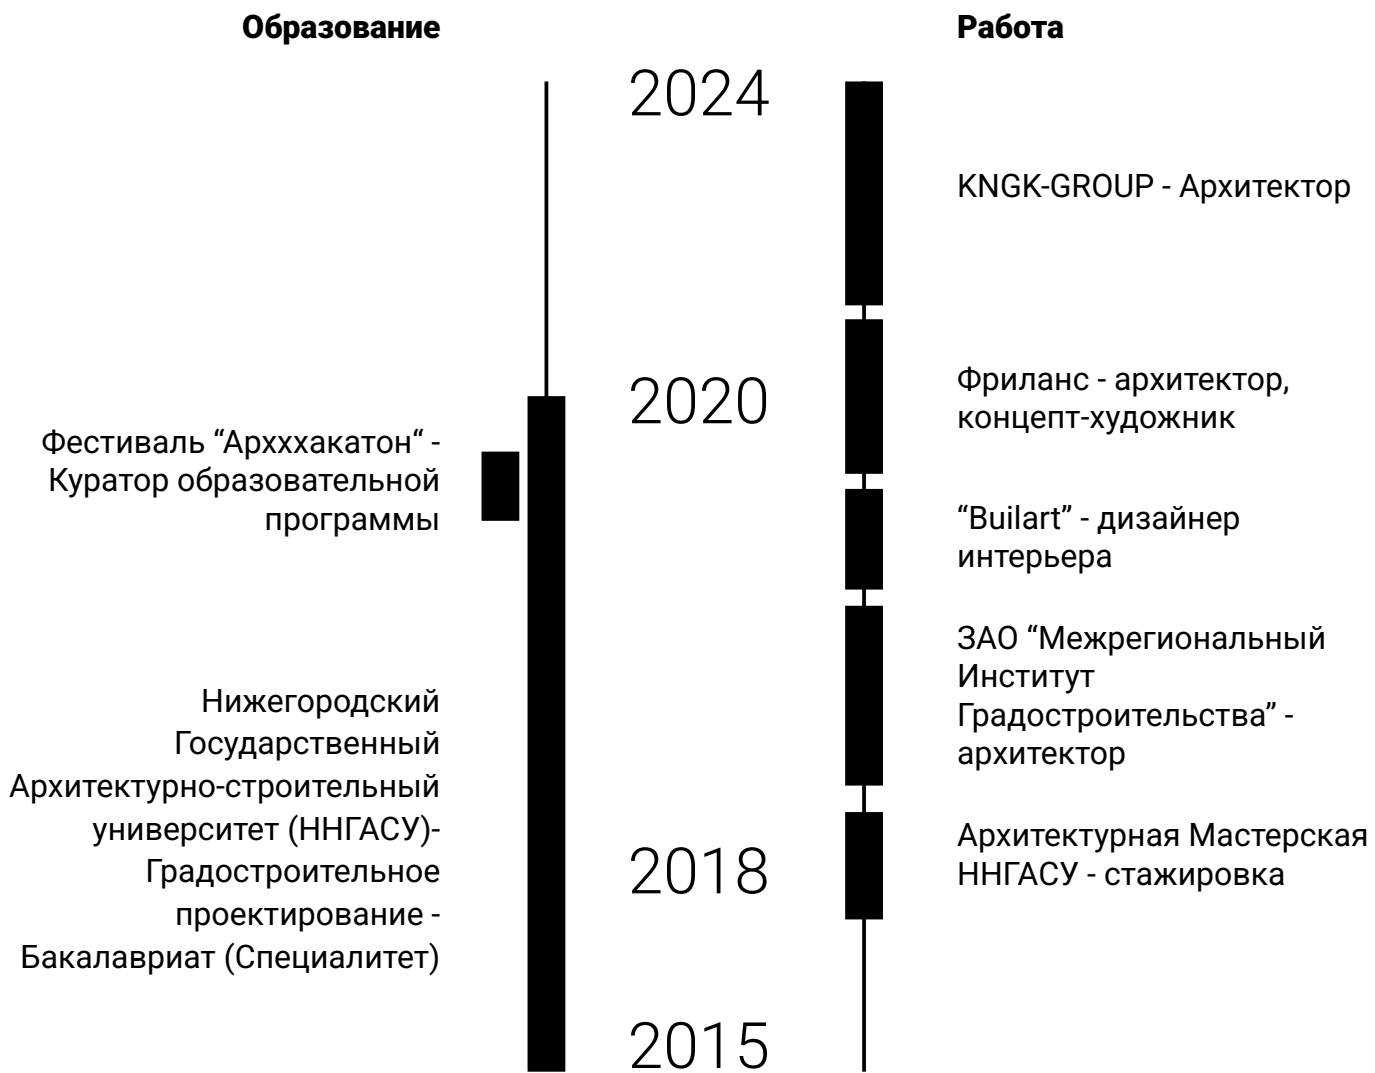 Образование
Работа
2024
KNGK-GROUP - Архитектор
2020
Фриланс - архитектор,
концепт-художник
Фестиваль “Архххакатон“ -
Куратор образовательной
программы
“Builart” - дизайнер
интерьера
ЗАО “Межрегиональный
Институт
Градостроительства” -
архитектор
Нижегородский
Государственный
Архитектурно-строительный
университет (ННГАСУ)-
Градостроительное
проектирование -
Бакалавриат (Специалитет)
2018
Архитектурная Мастерская
ННГАСУ - стажировка
2015